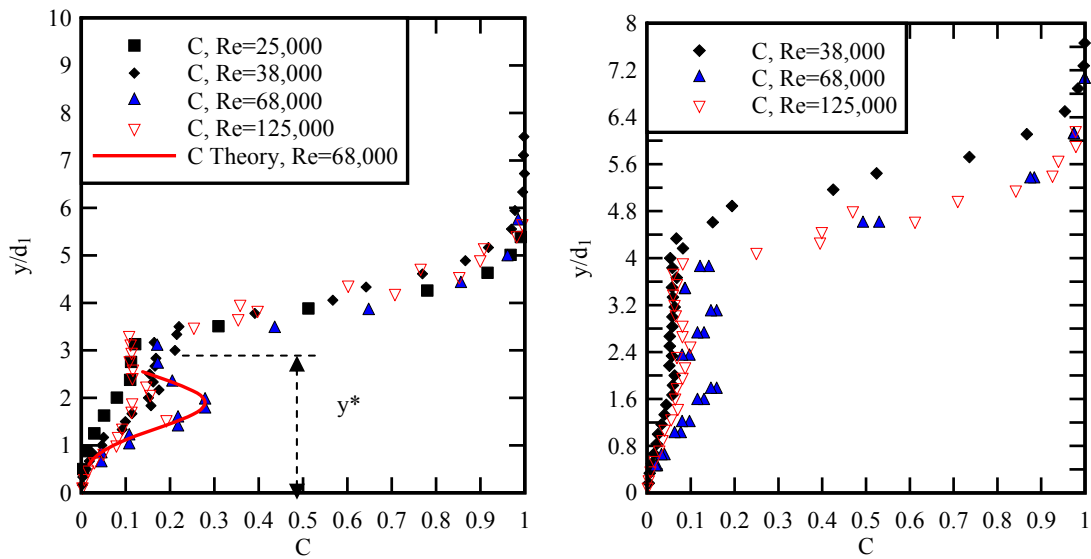 10
9
8
7
6
5
4
3
2
1
0
y/d1
C, Re=25,000
C, Re=38,000
C, Re=68,000
C, Re=125,000
C Theory, Re=68,000
y*
0 0.1 0.2 0.3 0.4 0.5 0.6 0.7 0.8 0.9 1
C
8
7.2
6.4
5.6
4.8
4
3.2
2.4
1.6
0.8
0
y/d1
C, Re=38,000
C, Re=68,000
C, Re=125,000
0 0.1 0.2 0.3 0.4 0.5 0.6 0.7 0.8 0.9 1
C